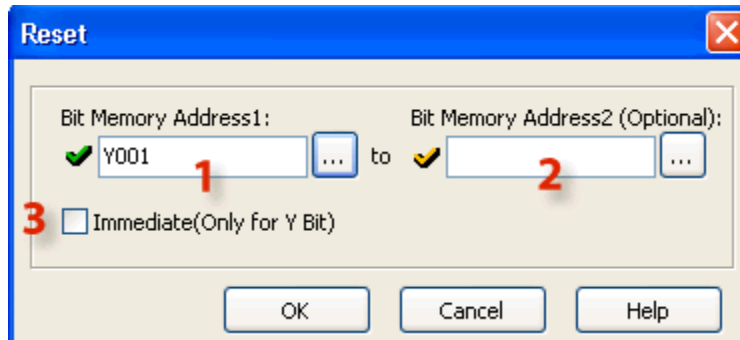 Reset
Bit Memory Address1: Bit Memory Address2 (Optional):
Y001 ... to ...
1 2
3 Immediate(Only for Y Bit)
OK Cancel Help